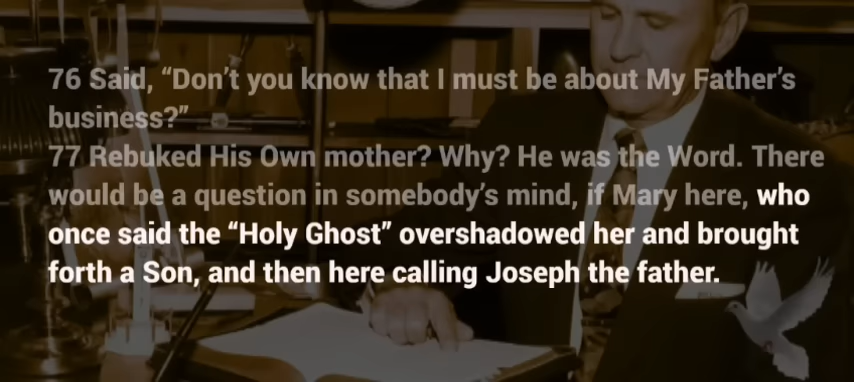 76 Said, “Don’t you know that I must be about My Father’s
business?”
77 Rebuked His Own mother? Why? He was the Word. There
would be a question in somebody’s mind, if Mary here, who
once said the “Holy Ghost” overshadowed her and brought
forth a Son, and then here calling Joseph the father.